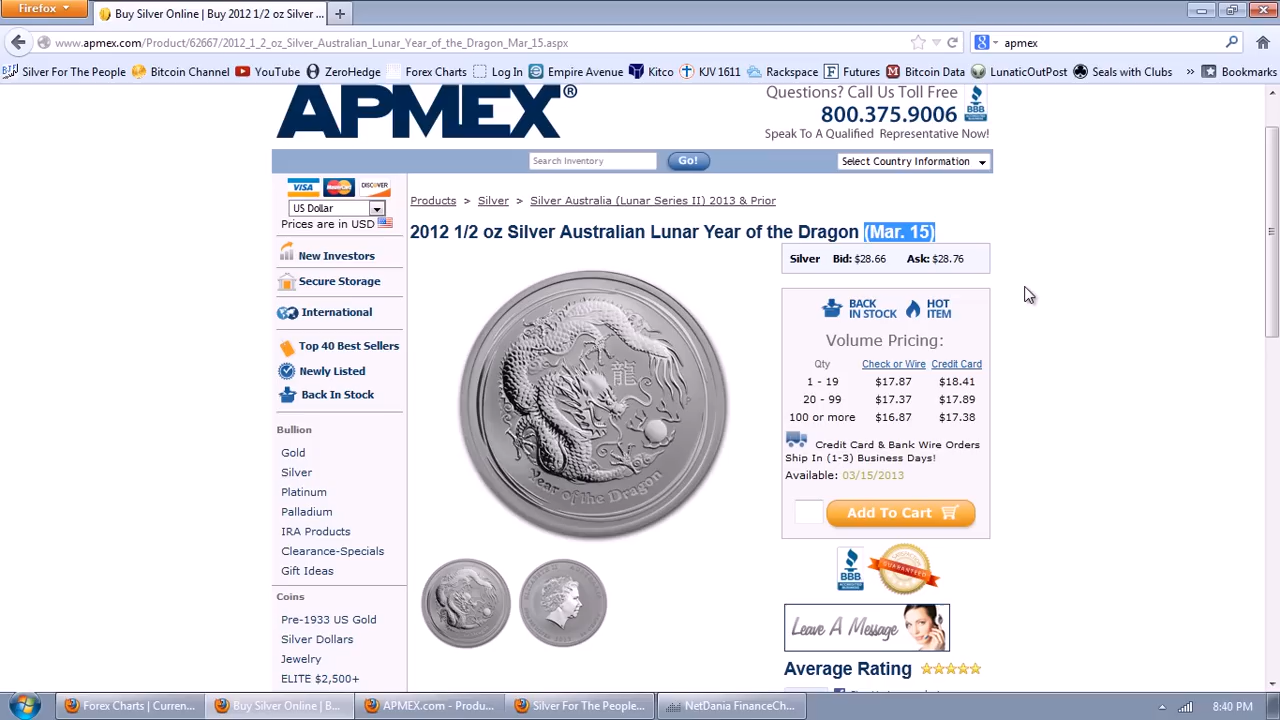 Firefox
Buy Silver Online | Buy 2012 1/2 oz Silver ...
www.apmex.com/Product/62667/2012_1_2_oz_Silver_Australian_Lunar_Year_of_the_Dragon_Mar_15.aspx
apmex
Silver For The People
Bitcoin Channel
YouTube
ZeroHedge
Forex Charts
Log In
Empire Avenue
Kitco
KJV 1611
Rackspace
Futures
Bitcoin Data
LunaticOutPost
Seals with Clubs
»
Bookmarks
APMEX®
Questions? Call Us Toll Free
800.375.9006
Speak To A Qualified Representative Now!
BBB
Search Inventory
Go!
Select Country Information
VISA
MasterCard
DISCOVER
US Dollar
Prices are in USD
New Investors
Secure Storage
International
Top 40 Best Sellers
Newly Listed
Back In Stock
Bullion
Gold
Silver
Platinum
Palladium
IRA Products
Clearance-Specials
Gift Ideas
Coins
Pre-1933 US Gold
Silver Dollars
Jewelry
ELITE $2,500+
Products > Silver > Silver Australia (Lunar Series II) 2013 & Prior
2012 1/2 oz Silver Australian Lunar Year of the Dragon (Mar. 15)
Silver Bid: $28.66 Ask: $28.76
龍
P
Year of the Dragon
BACK IN STOCK
HOT ITEM
Volume Pricing:
Qty Check or Wire Credit Card
1 - 19 $17.87 $18.41
20 - 99 $17.37 $17.89
100 or more $16.87 $17.38
Credit Card & Bank Wire Orders
Ship In (1-3) Business Days!
Available: 03/15/2013
Add To Cart
BBB
GUARANTEED
Leave A Message
Average Rating
Forex Charts | Curren...
Buy Silver Online | B...
APMEX.com - Produ...
Silver For The People...
NetDania FinanceCh...
8:40 PM